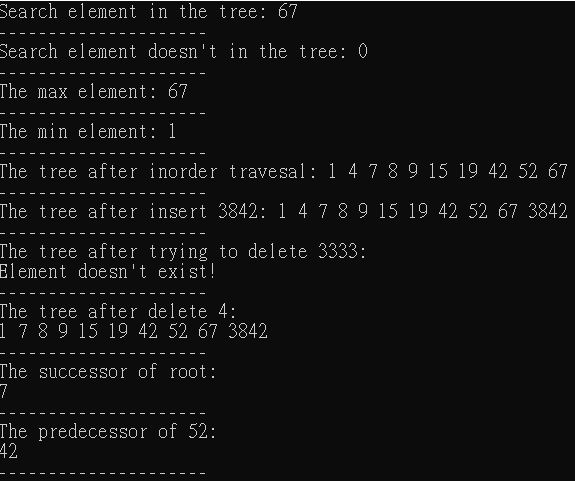 Search element in the tree: 67
---------------------
Search element doesn't in the tree: 0
---------------------
The max element: 67
---------------------
The min element: 1
---------------------
The tree after inorder travesal: 1 4 7 8 9 15 19 42 52 67
---------------------
The tree after insert 3842: 1 4 7 8 9 15 19 42 52 67 3842
---------------------
The tree after trying to delete 3333:
Element doesn't exist!
---------------------
The tree after delete 4:
1 7 8 9 15 19 42 52 67 3842
---------------------
The successor of root:
7
---------------------
The predecessor of 52:
42
---------------------